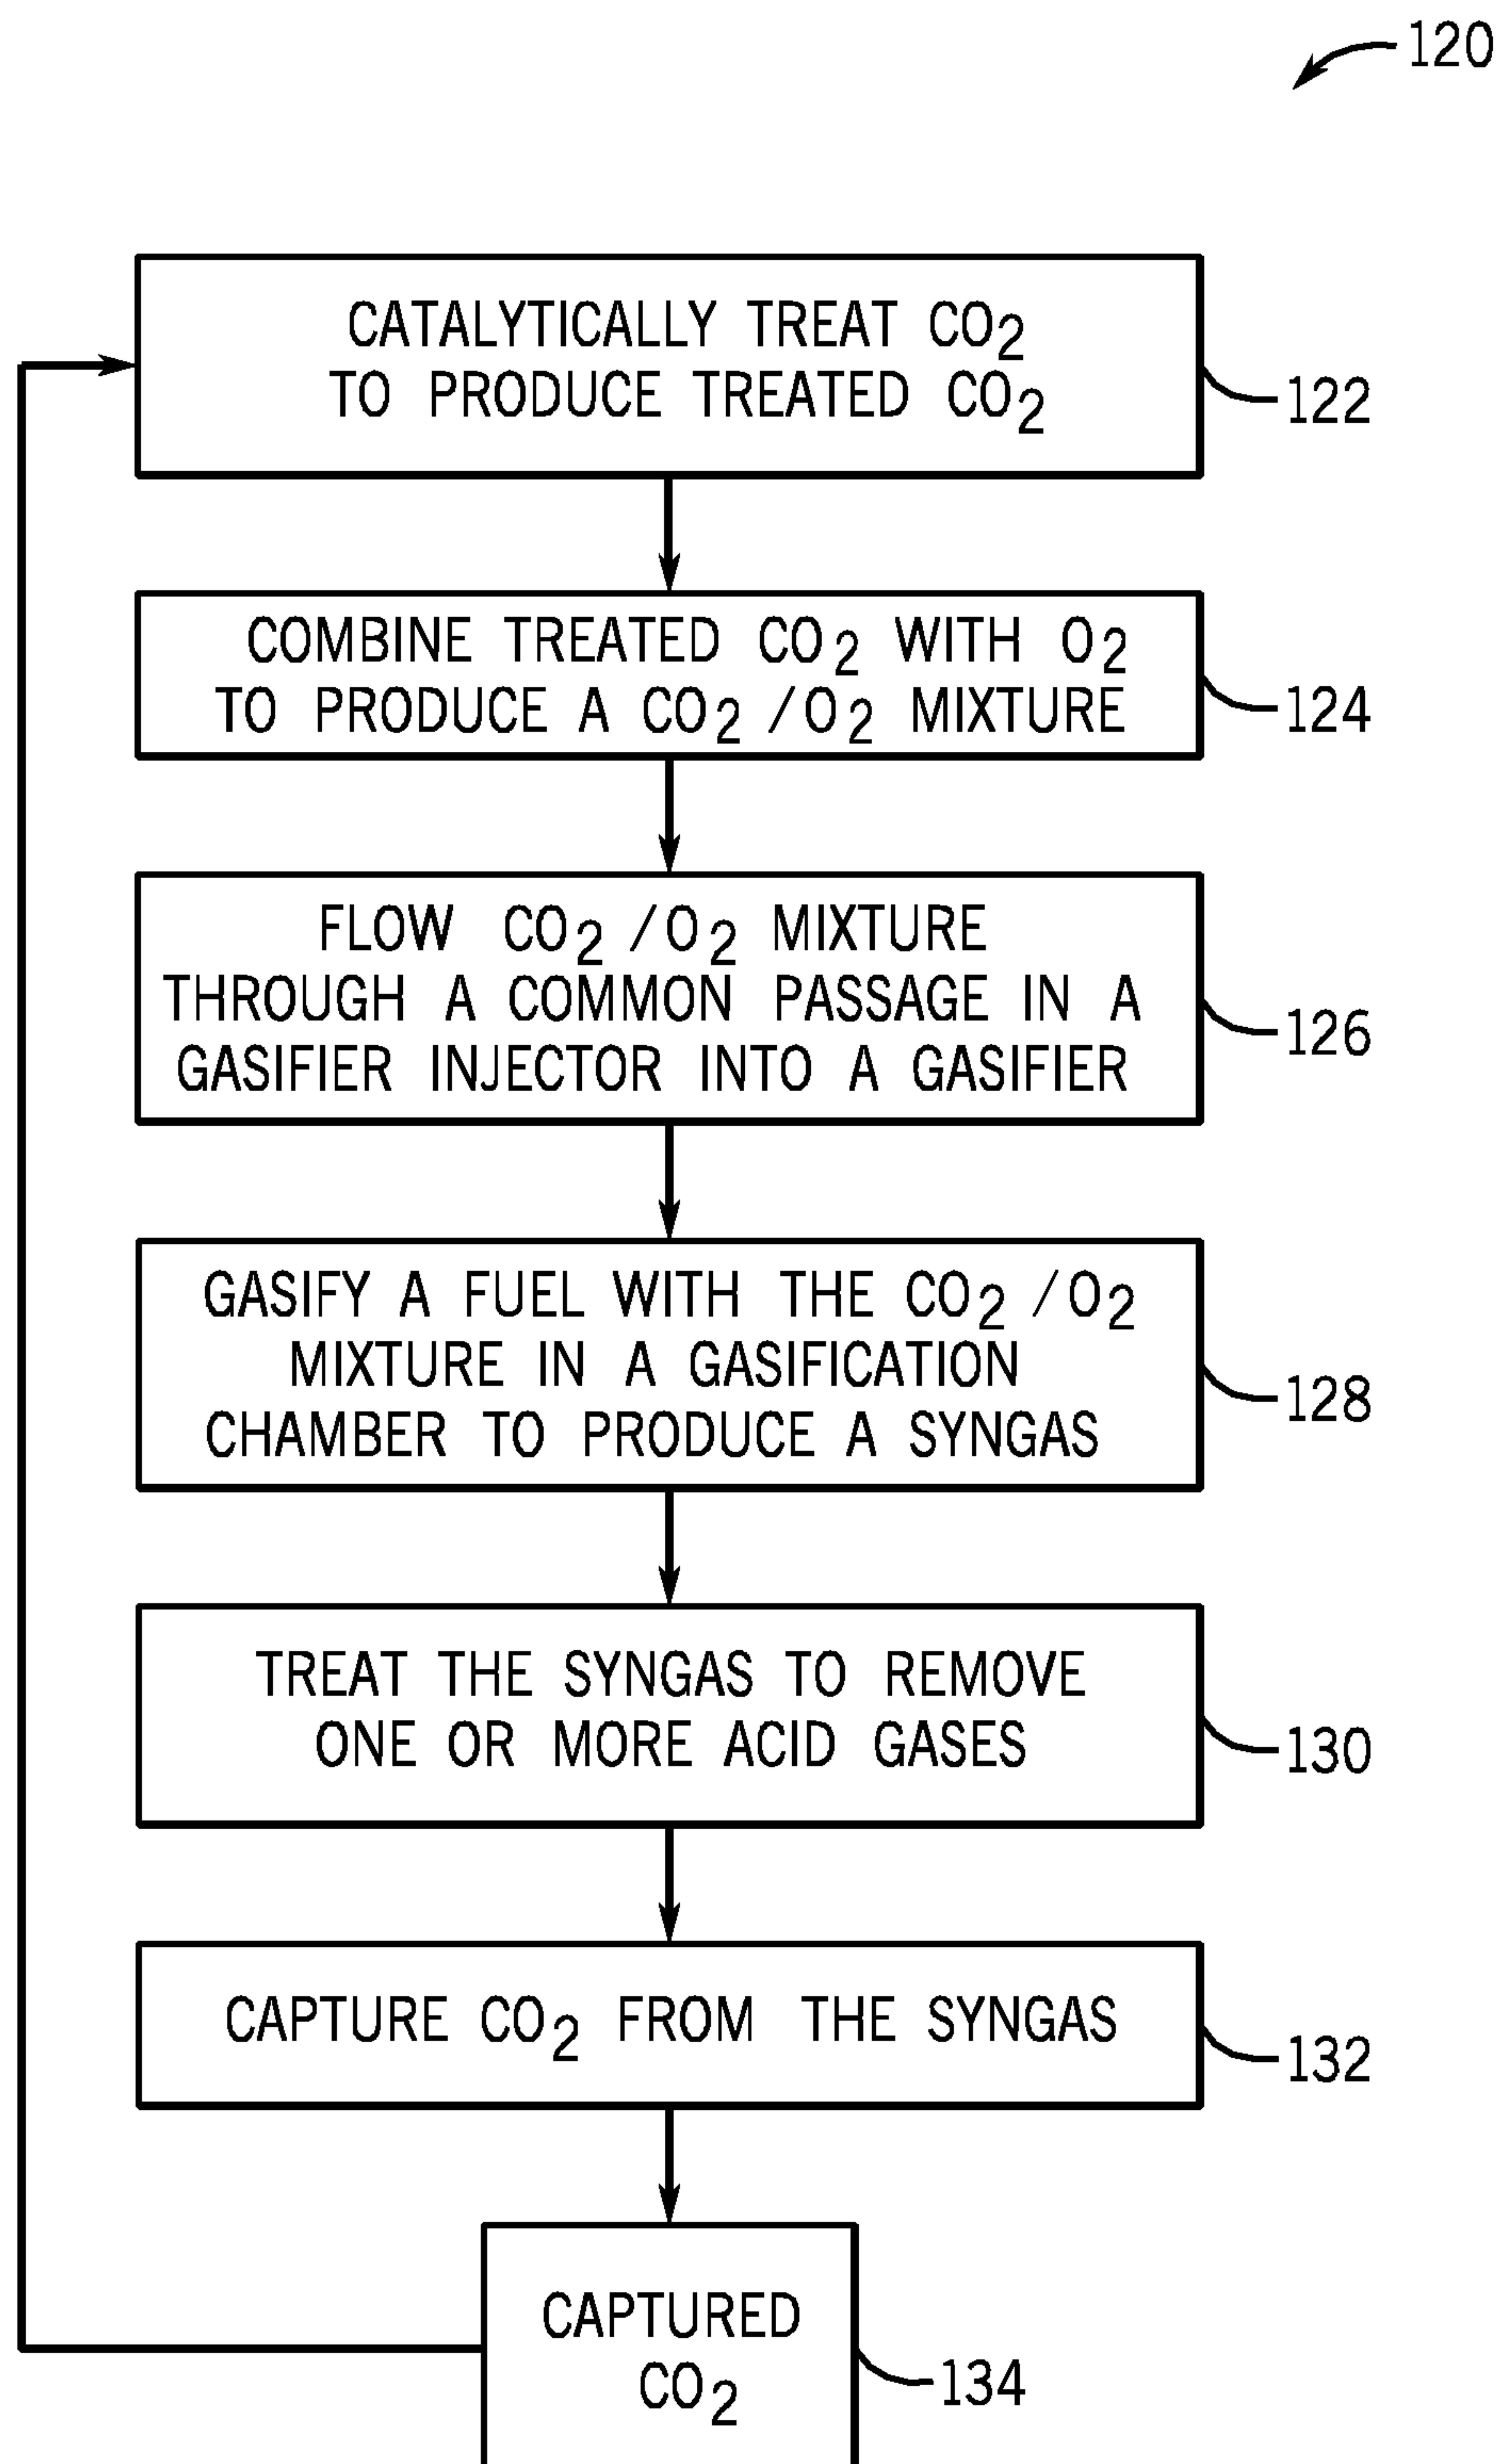 120
CATALYTICALLY TREAT CO2
TO PRODUCE TREATED CO2
122
COMBINE TREATED CO2 WITH O2
TO PRODUCE A CO2/O2 MIXTURE
124
FLOW CO2/O2 MIXTURE
THROUGH A COMMON PASSAGE IN A
GASIFIER INJECTOR INTO A GASIFIER
126
GASIFY A FUEL WITH THE CO2/O2
MIXTURE IN A GASIFICATION
CHAMBER TO PRODUCE A SYNGAS
128
TREAT THE SYNGAS TO REMOVE
ONE OR MORE ACID GASES
130
CAPTURE CO2 FROM THE SYNGAS
132
CAPTURED
CO2
134